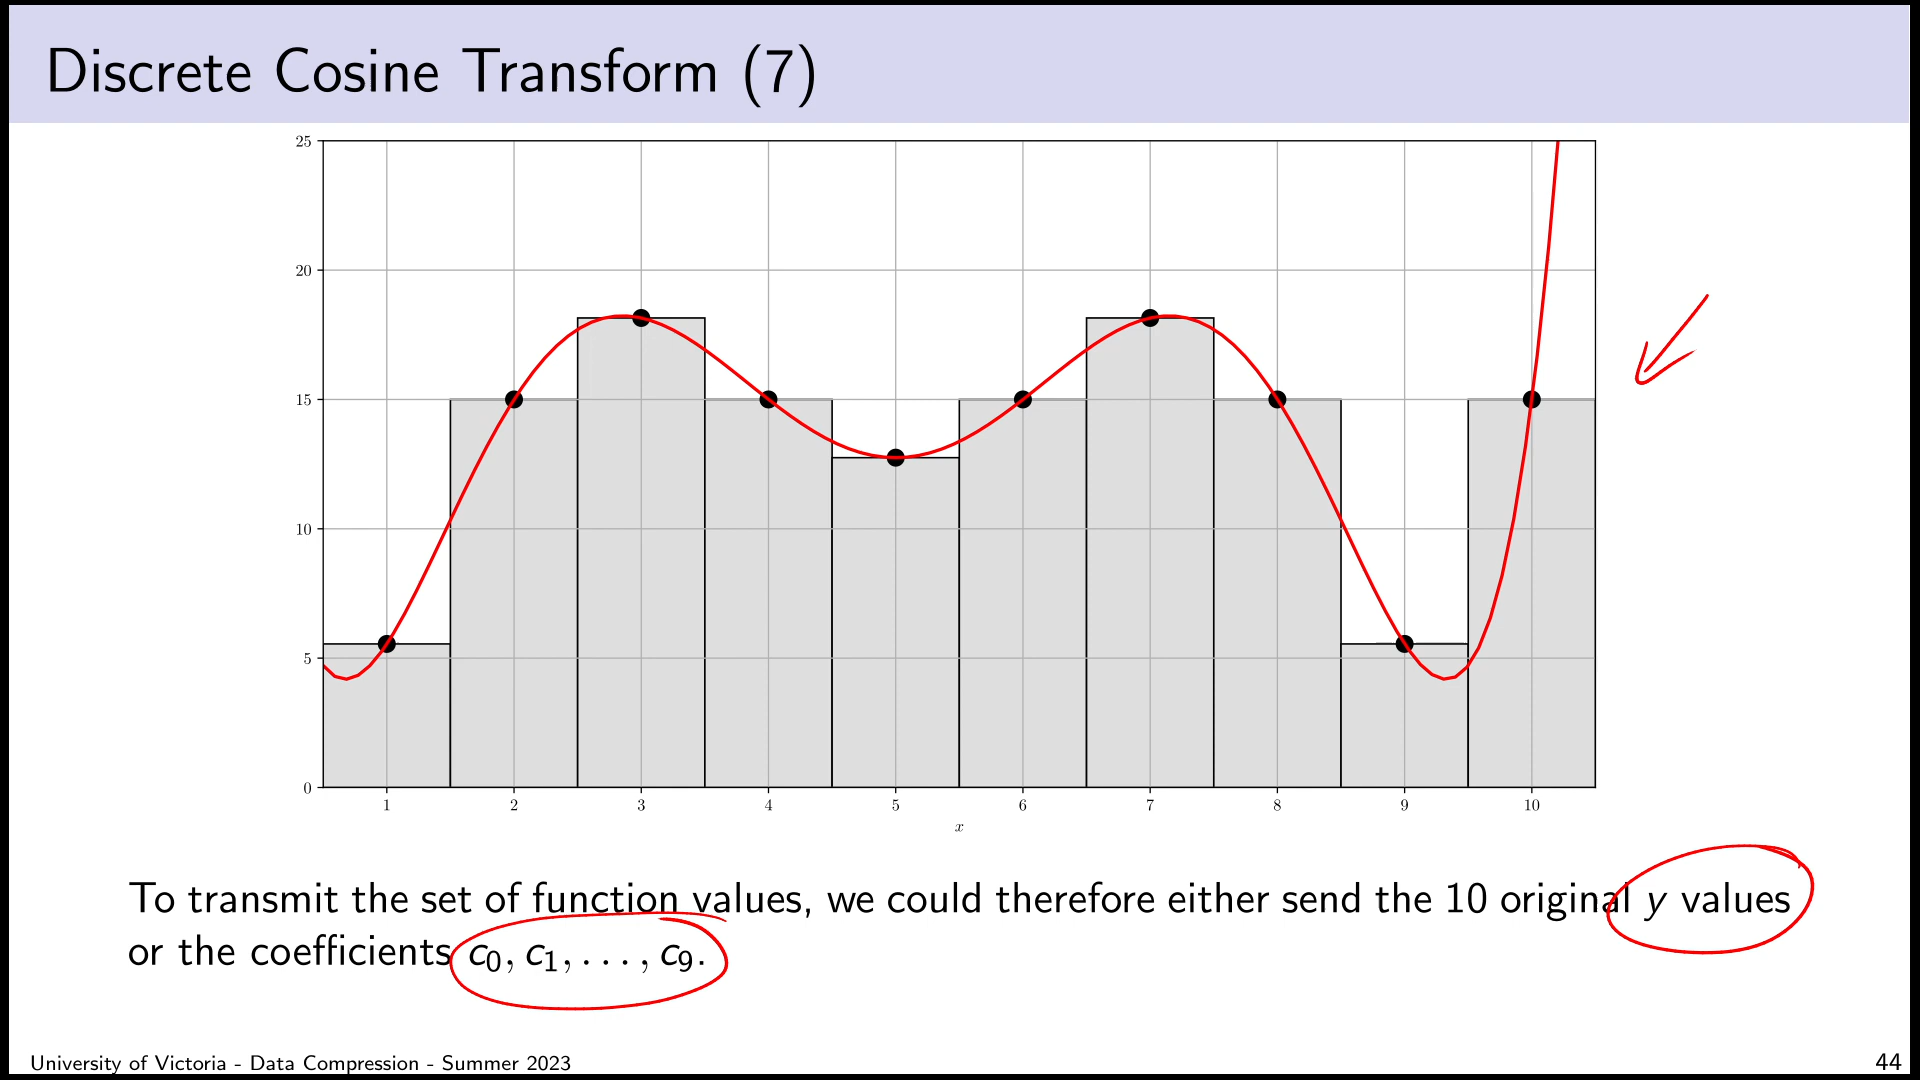 Discrete Cosine Transform (7)
25
20
15
10
5
0
1 2 3 4 5 6 7 8 9 10
x
To transmit the set of function values, we could therefore either send the 10 original y values
or the coefficients c₀, c₁, . . . , c₉.
University of Victoria - Data Compression - Summer 2023
44